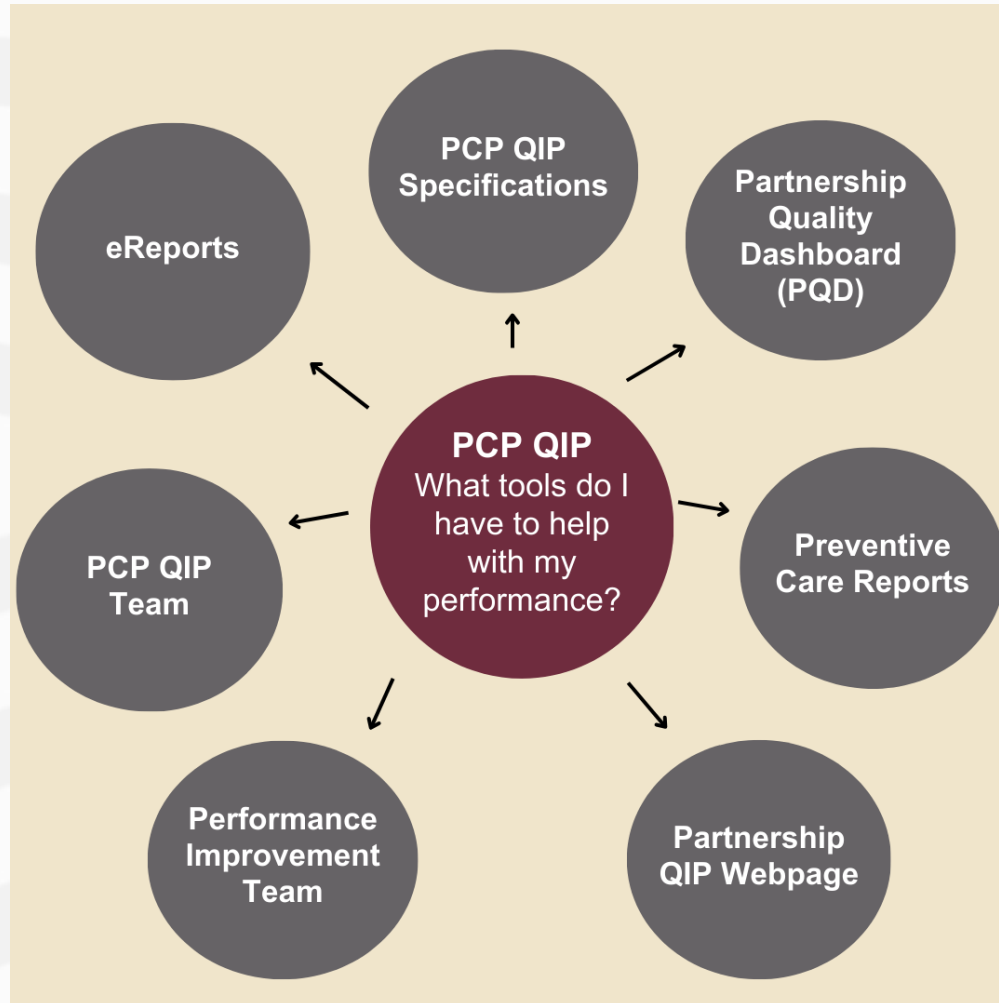 PCP QIP
Specifications
Partnership
Quality
Dashboard
(PQD)
eReports
PCP QIP
What tools do I
have to help
with my
performance?
Preventive
Care Reports
PCP QIP
Team
Performance
Improvement
Team
Partnership
QIP Webpage